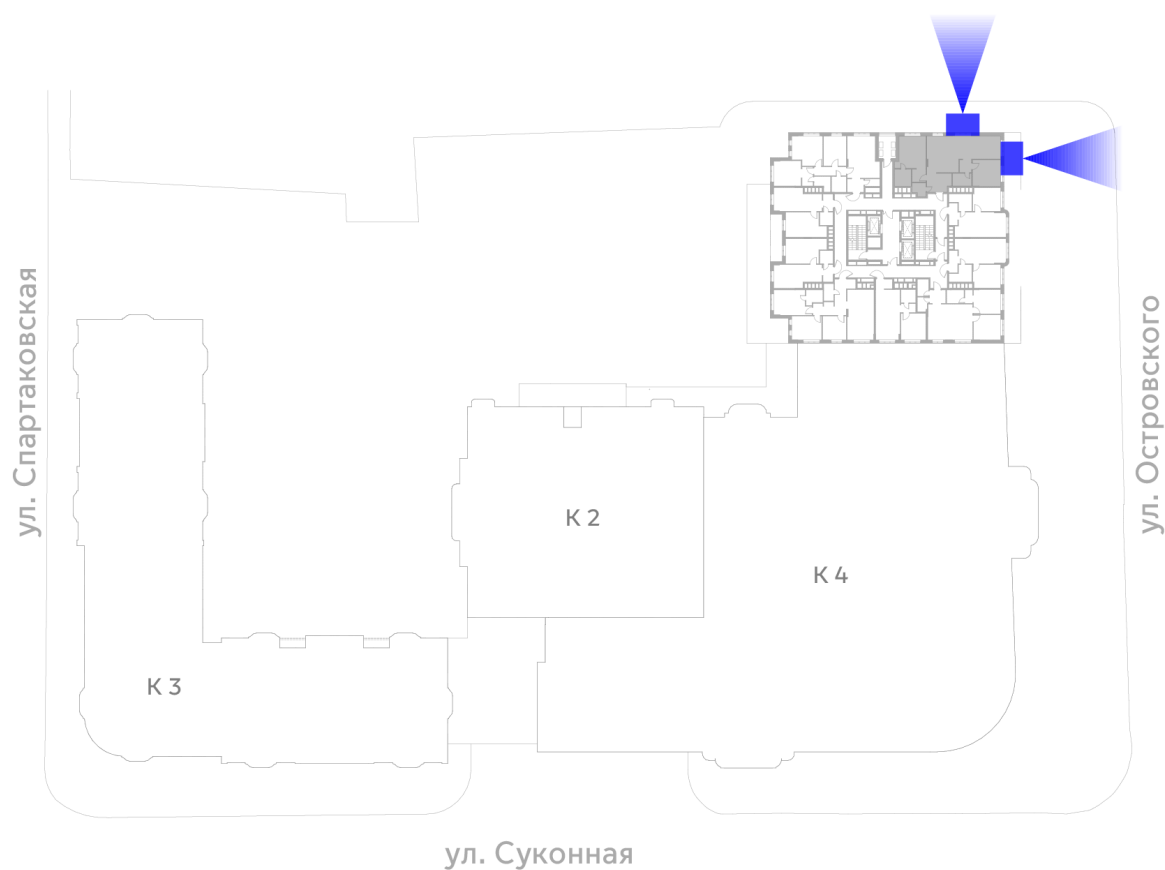 ул. Спартаковская
ул. Островского
К 2
К 4
К 3
ул. Суконная